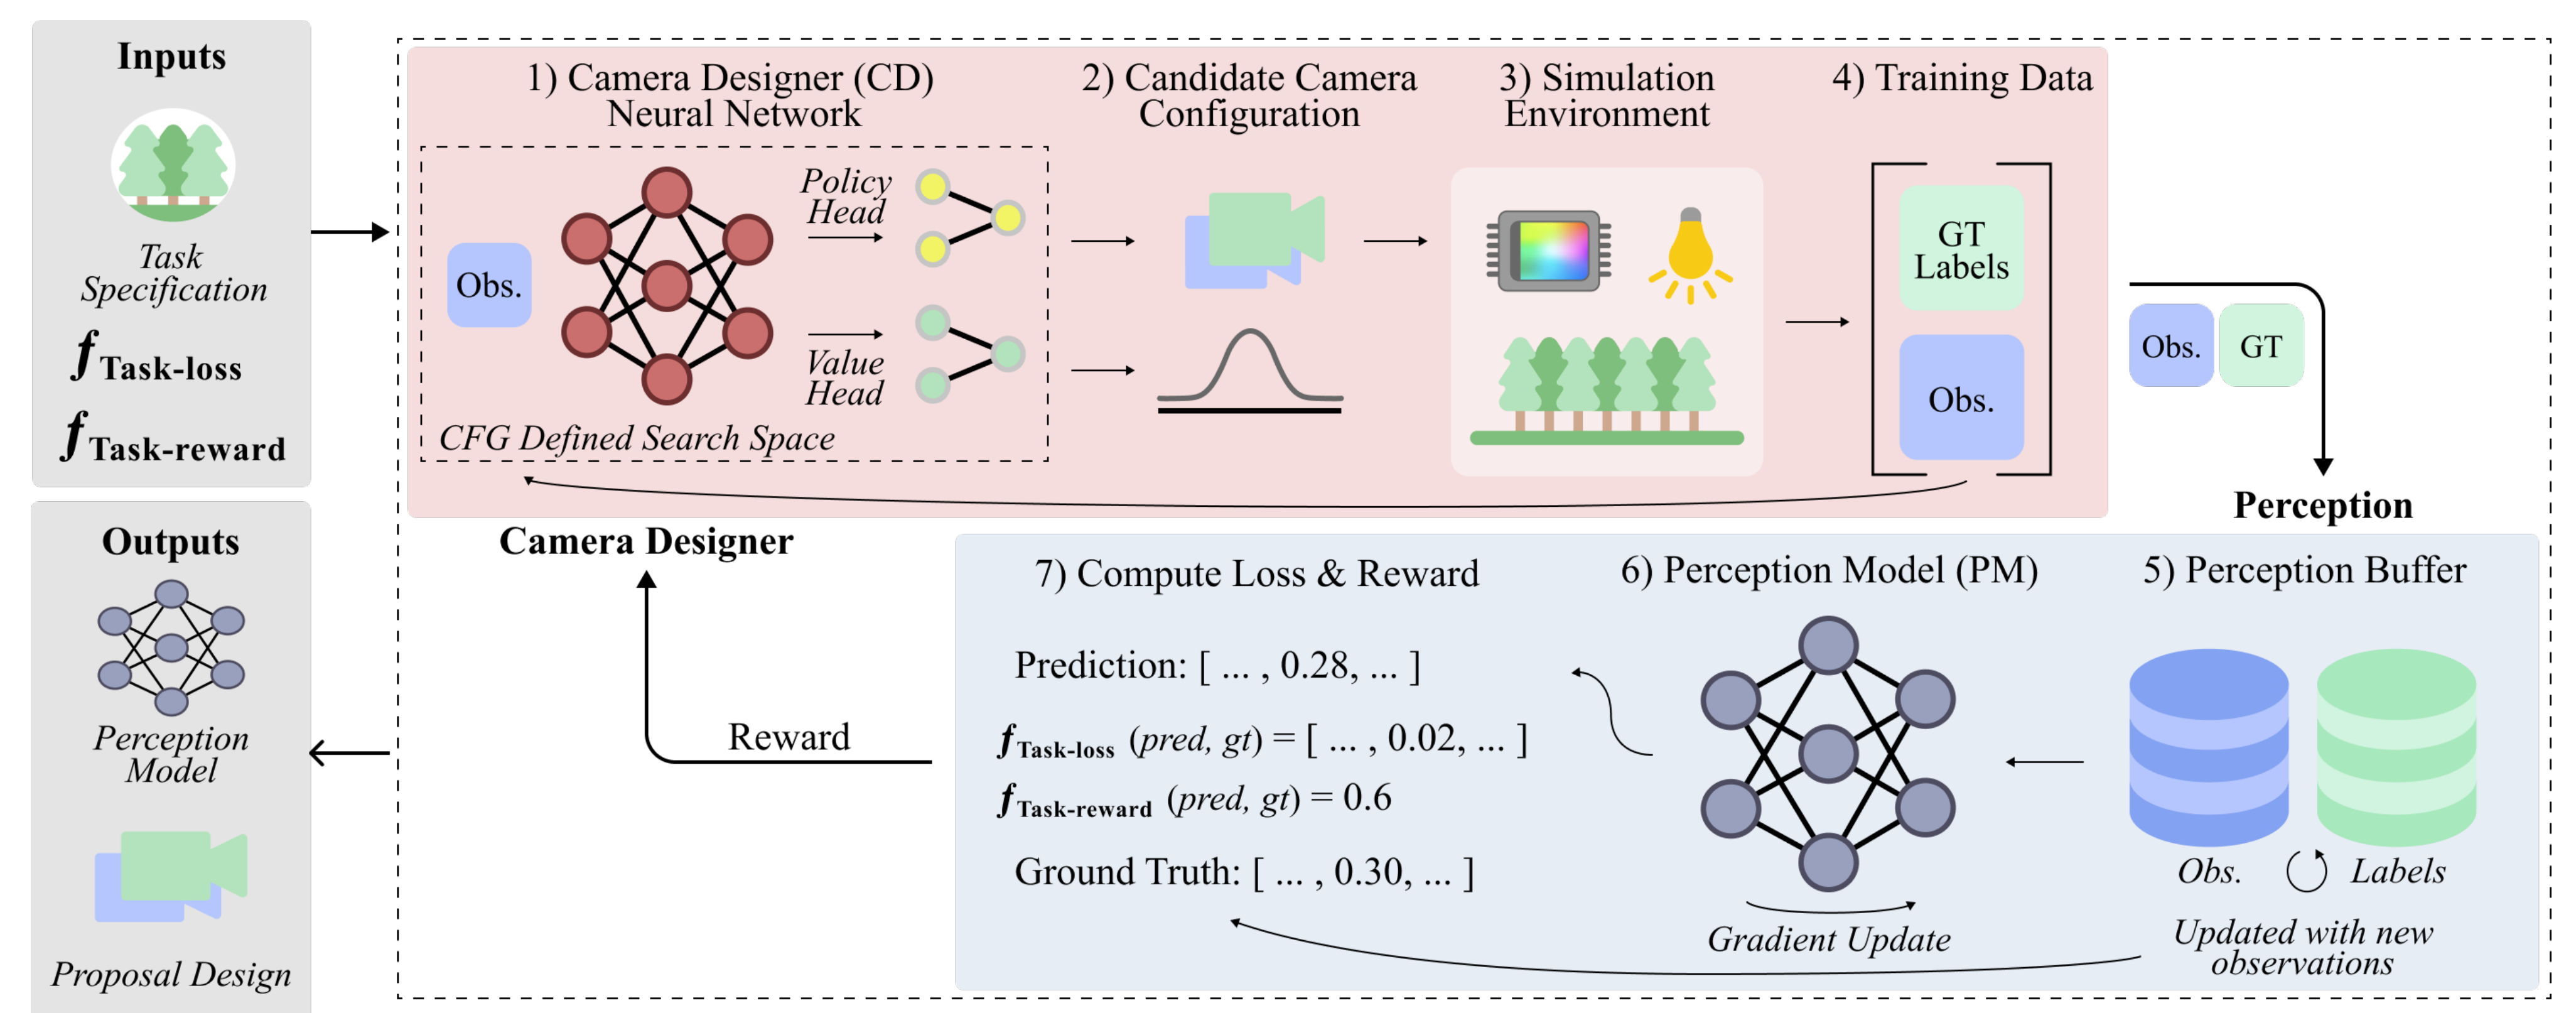 Inputs
Task
Specification
f Task-loss
f Task-reward
Outputs
Perception
Model
Proposal Design
1) Camera Designer (CD)
Neural Network
Obs.
Policy
Head
Value
Head
CFG Defined Search Space
2) Candidate Camera
Configuration
3) Simulation
Environment
4) Training Data
GT
Labels
Obs.
Obs.
GT
Perception
Camera Designer
Reward
7) Compute Loss & Reward
Prediction: [ ... , 0.28, ... ]
f Task-loss (pred, gt) = [ ... , 0.02, ... ]
f Task-reward (pred, gt) = 0.6
Ground Truth: [ ... , 0.30, ... ]
6) Perception Model (PM)
Gradient Update
5) Perception Buffer
Obs.
Labels
Updated with new
observations